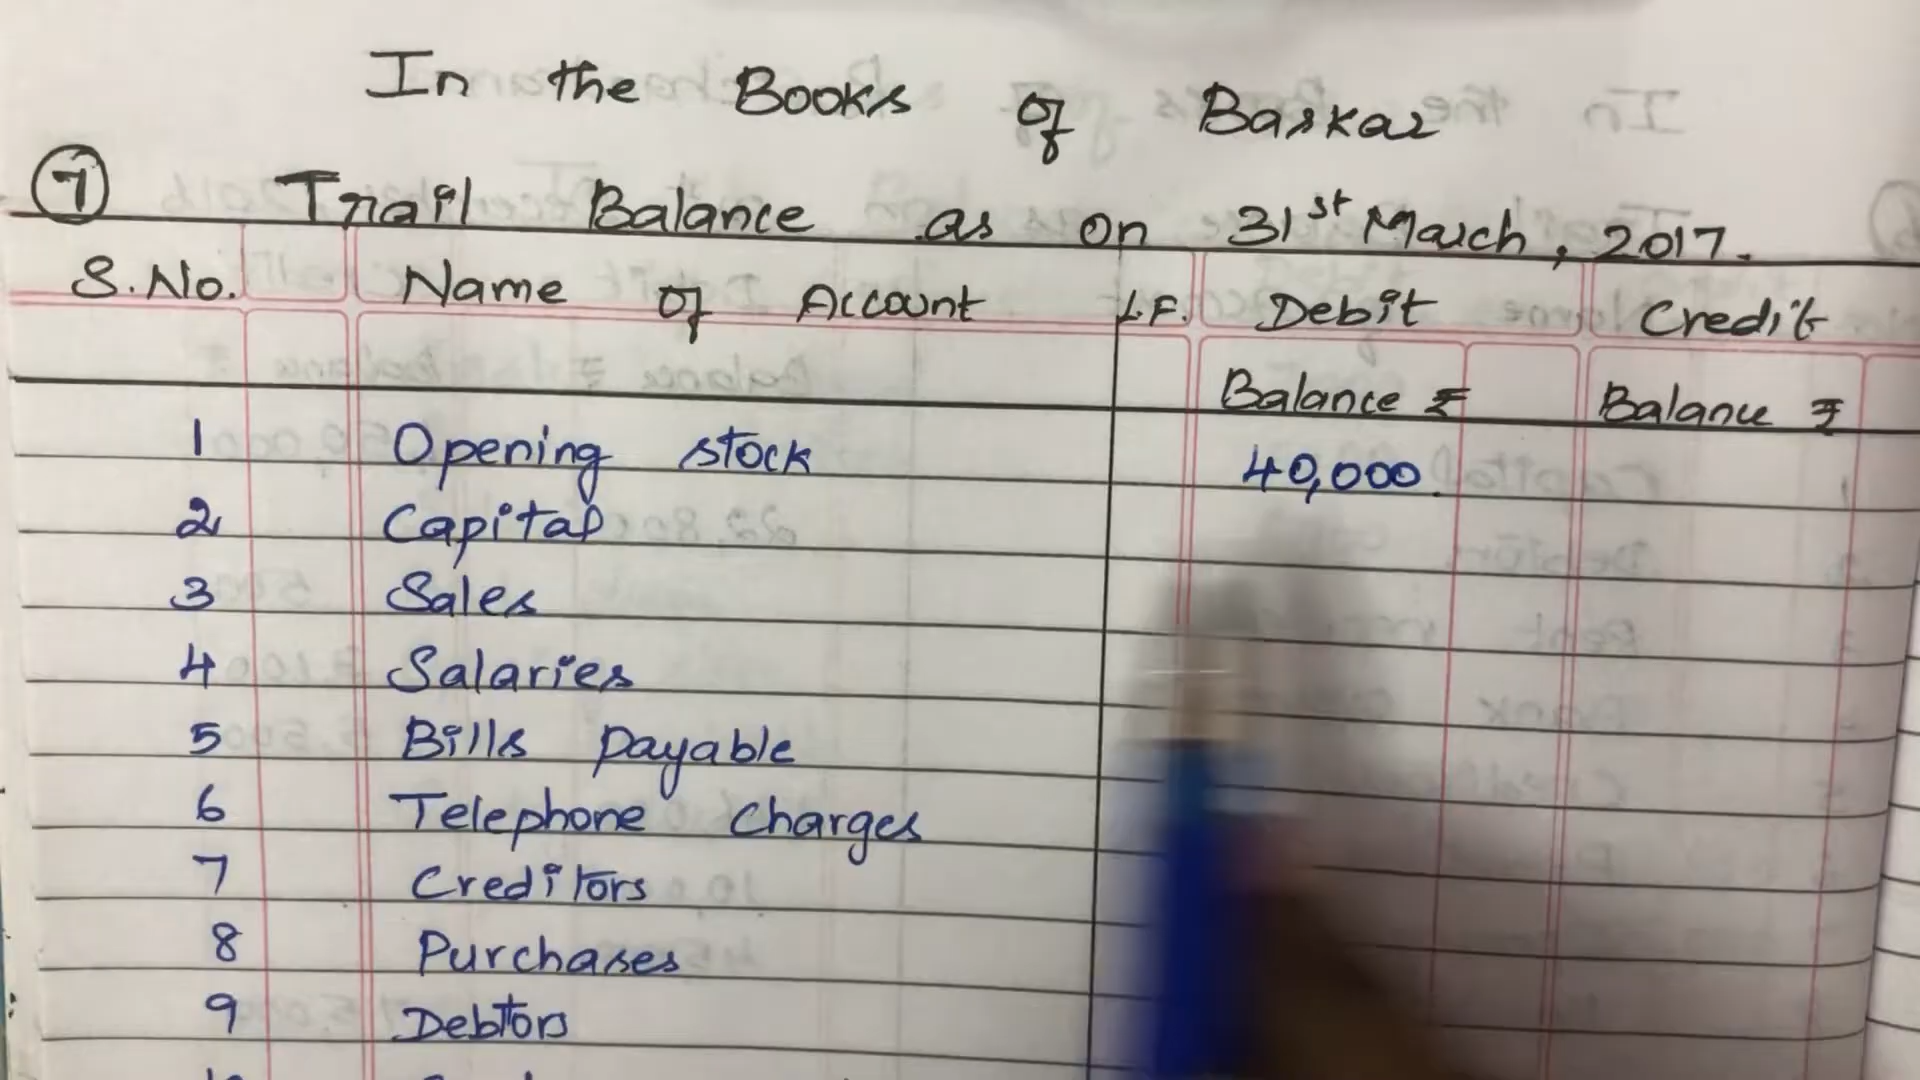 In the Books of Baskar
7 Trail Balance as on 31st March, 2017.
S.No. Name of Account L.F. Debit Credit
Balance ₹ Balance ₹
1 Opening stock 40,000
2 Capital
3 Sales
4 Salaries
5 Bills payable
6 Telephone charges
7 Creditors
8 Purchases
9 Debtors